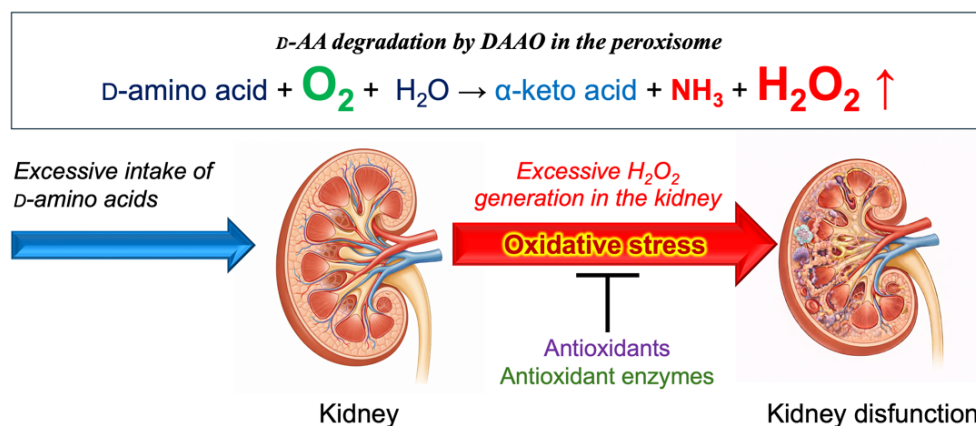 D-AA degradation by DAAO in the peroxisome
D-amino acid + O₂ + H₂O → α-keto acid + NH₃ + H₂O₂ ↑
Excessive intake of
D-amino acids
Excessive H₂O₂
generation in the kidney
Oxidative stress
Antioxidants
Antioxidant enzymes
Kidney
Kidney disfunction